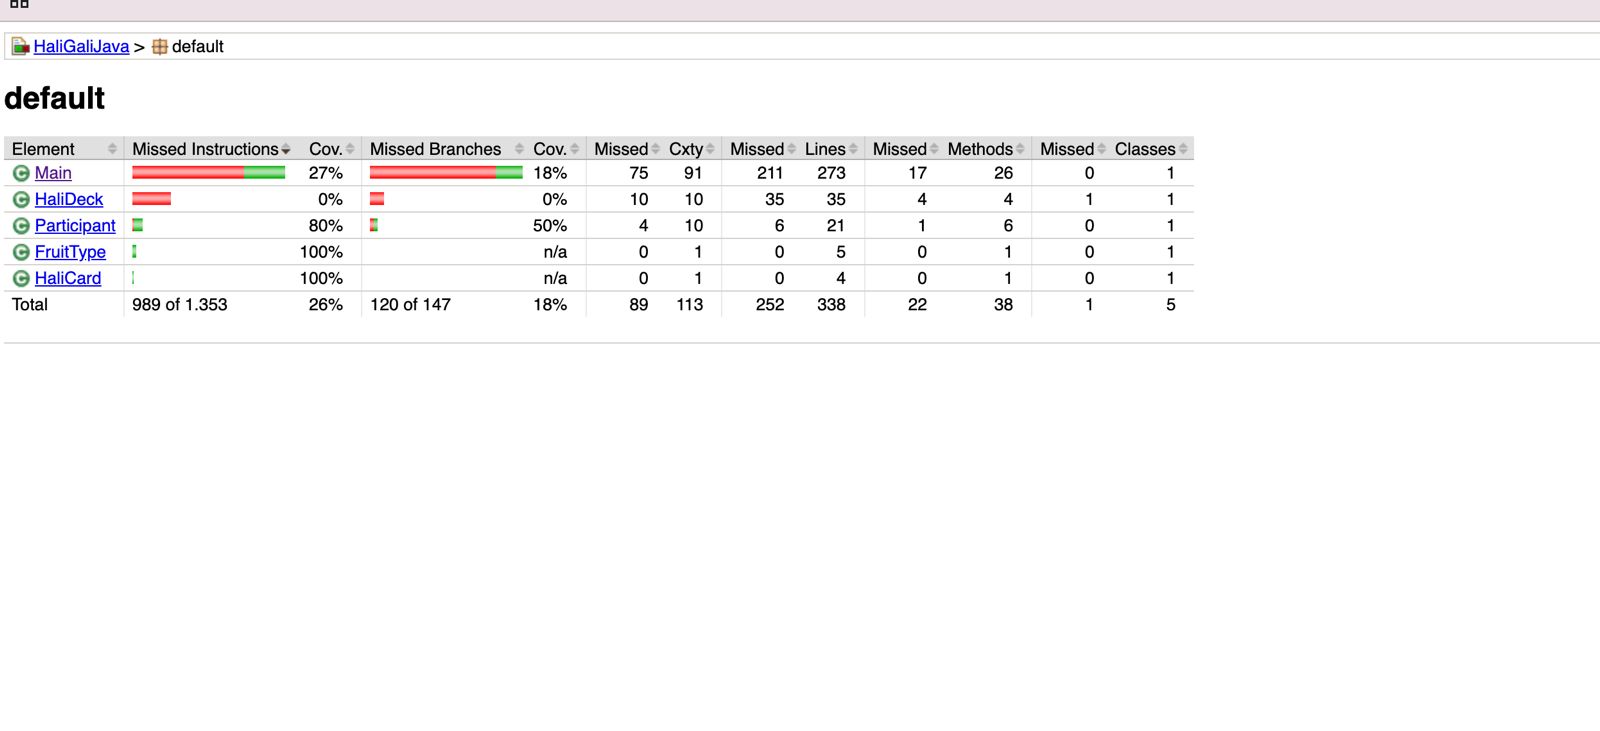 HaliGaliJava > default
default
Element Missed Instructions Cov. Missed Branches Cov. Missed Cxty Missed Lines Missed Methods Missed Classes
Main 27% 18% 75 91 211 273 17 26 0 1
HaliDeck 0% 0% 10 10 35 35 4 4 1 1
Participant 80% 50% 4 10 6 21 1 6 0 1
FruitType 100% n/a 0 1 0 5 0 1 0 1
HaliCard 100% n/a 0 1 0 4 0 1 0 1
Total 989 of 1.353 26% 120 of 147 18% 89 113 252 338 22 38 1 5